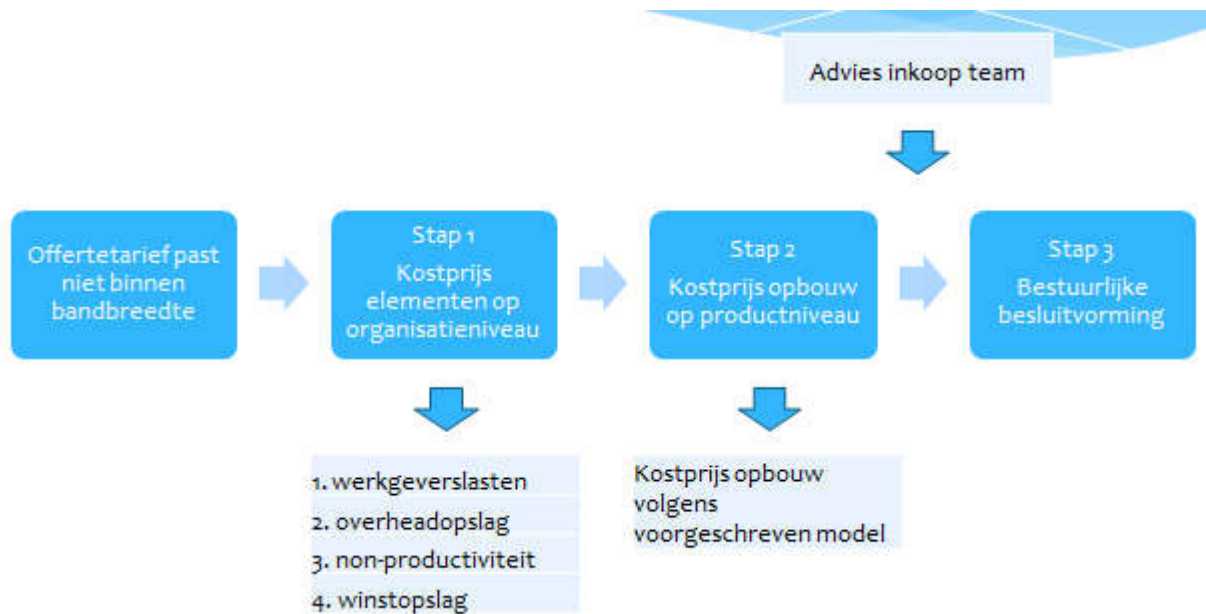 Advies inkoop team
Offertetarief past
niet binnen
bandbreedte
Stap 1
Kostprijs
elementen op
organisatieniveau
Stap 2
Kostprijs opbouw
op productniveau
Stap 3
Bestuurlijke
besluitvorming
1. werkgeverslasten
2. overheadopslag
3. non-productiviteit
4. winstopslag
Kostprijs opbouw
volgens
voorgeschreven model